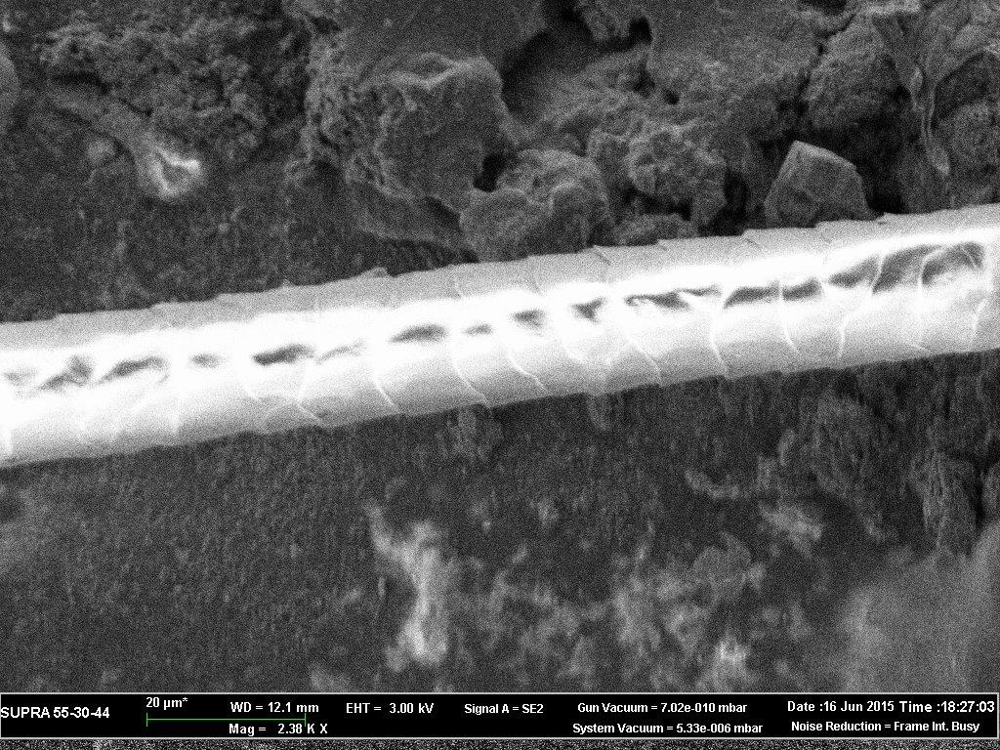 SUPRA 55-30-44
20 µm*
WD = 12.1 mm
Mag = 2.38 K X
EHT = 3.00 kV
Signal A = SE2
Gun Vacuum = 7.02e-010 mbar
System Vacuum = 5.33e-006 mbar
Date :16 Jun 2015 Time :18:27:03
Noise Reduction = Frame Int. Busy